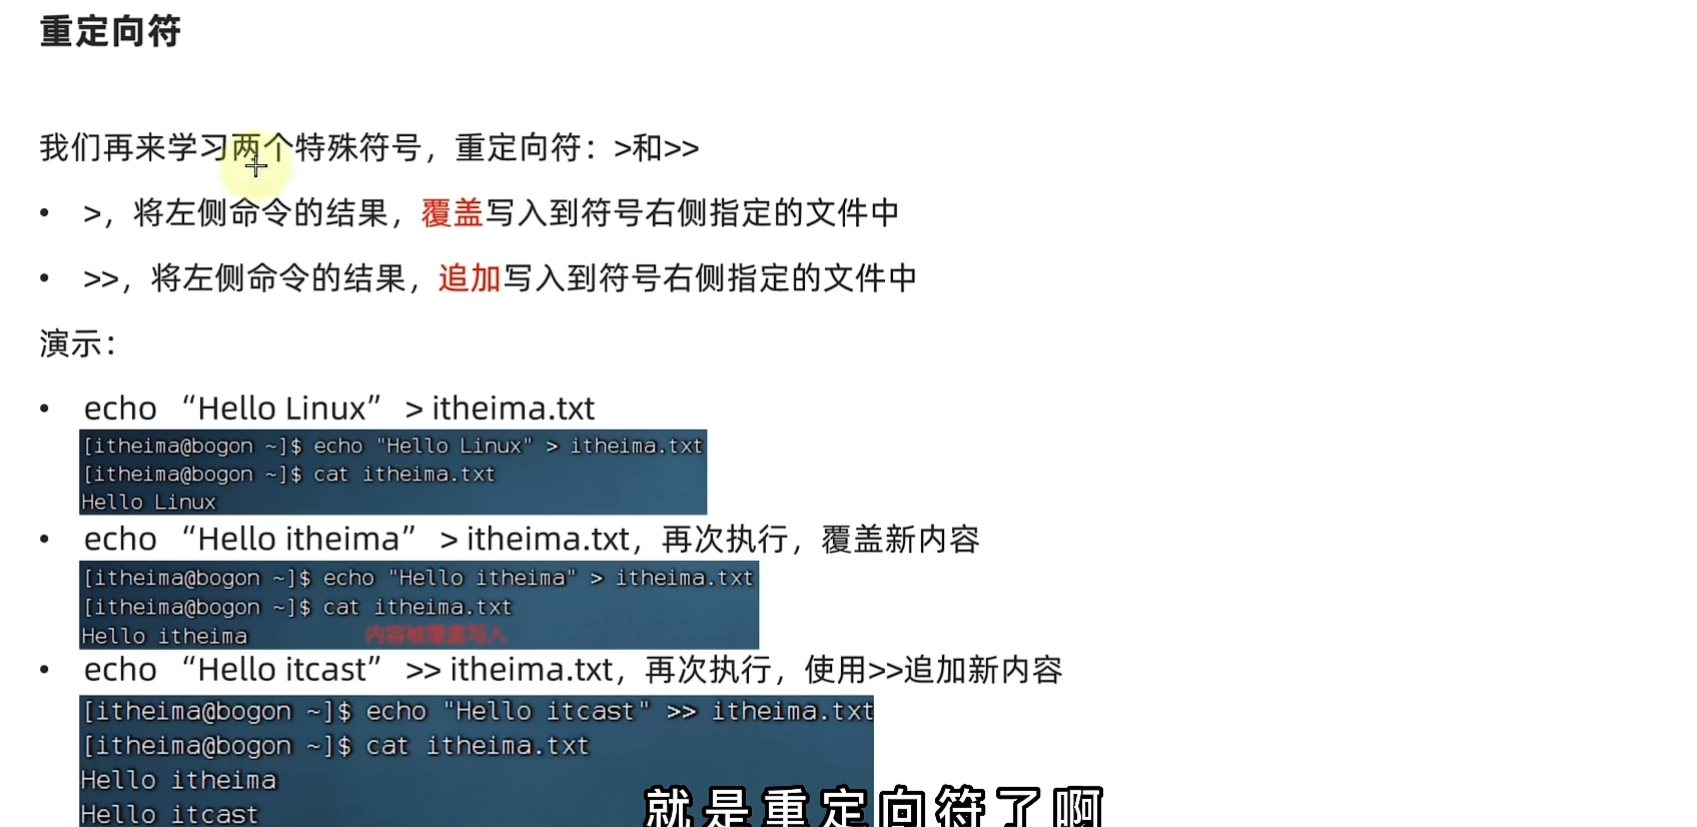 重定向符
我们再来学习两个特殊符号，重定向符：>和>>
• >，将左侧命令的结果，覆盖写入到符号右侧指定的文件中
• >>，将左侧命令的结果，追加写入到符号右侧指定的文件中
演示：
• echo “Hello Linux” > itheima.txt
[itheima@bogon ~]$ echo "Hello Linux" > itheima.txt
[itheima@bogon ~]$ cat itheima.txt
Hello Linux
• echo “Hello itheima” > itheima.txt，再次执行，覆盖新内容
[itheima@bogon ~]$ echo "Hello itheima" > itheima.txt
[itheima@bogon ~]$ cat itheima.txt
Hello itheima 内容被覆盖写入
• echo “Hello itcast” >> itheima.txt，再次执行，使用>>追加新内容
[itheima@bogon ~]$ echo "Hello itcast" >> itheima.txt
[itheima@bogon ~]$ cat itheima.txt
Hello itheima
Hello itcast
就是重定向符了啊